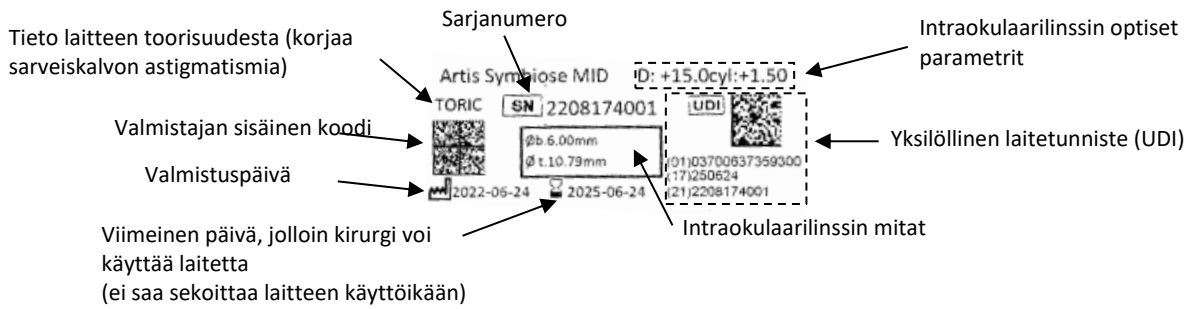 Sarjanumero
Tieto laitteen toorisuudesta (korjaa
sarveiskalvon astigmatismia)
Intraokulaarilinssin optiset
parametrit
Artis Symbiose MID D: +15.0cyl:+1.50
TORIC SN 2208174001 UDI
Valmistajan sisäinen koodi
Øb.6.00mm
Øt.10.79mm
Yksilöllinen laitetunniste (UDI)
(01)03700637359300
(17)250624
(21)2208174001
Valmistuspäivä
2022-06-24 2025-06-24
Intraokulaarilinssin mitat
Viimeinen päivä, jolloin kirurgi voi
käyttää laitetta
(ei saa sekoittaa laitteen käyttöikään)